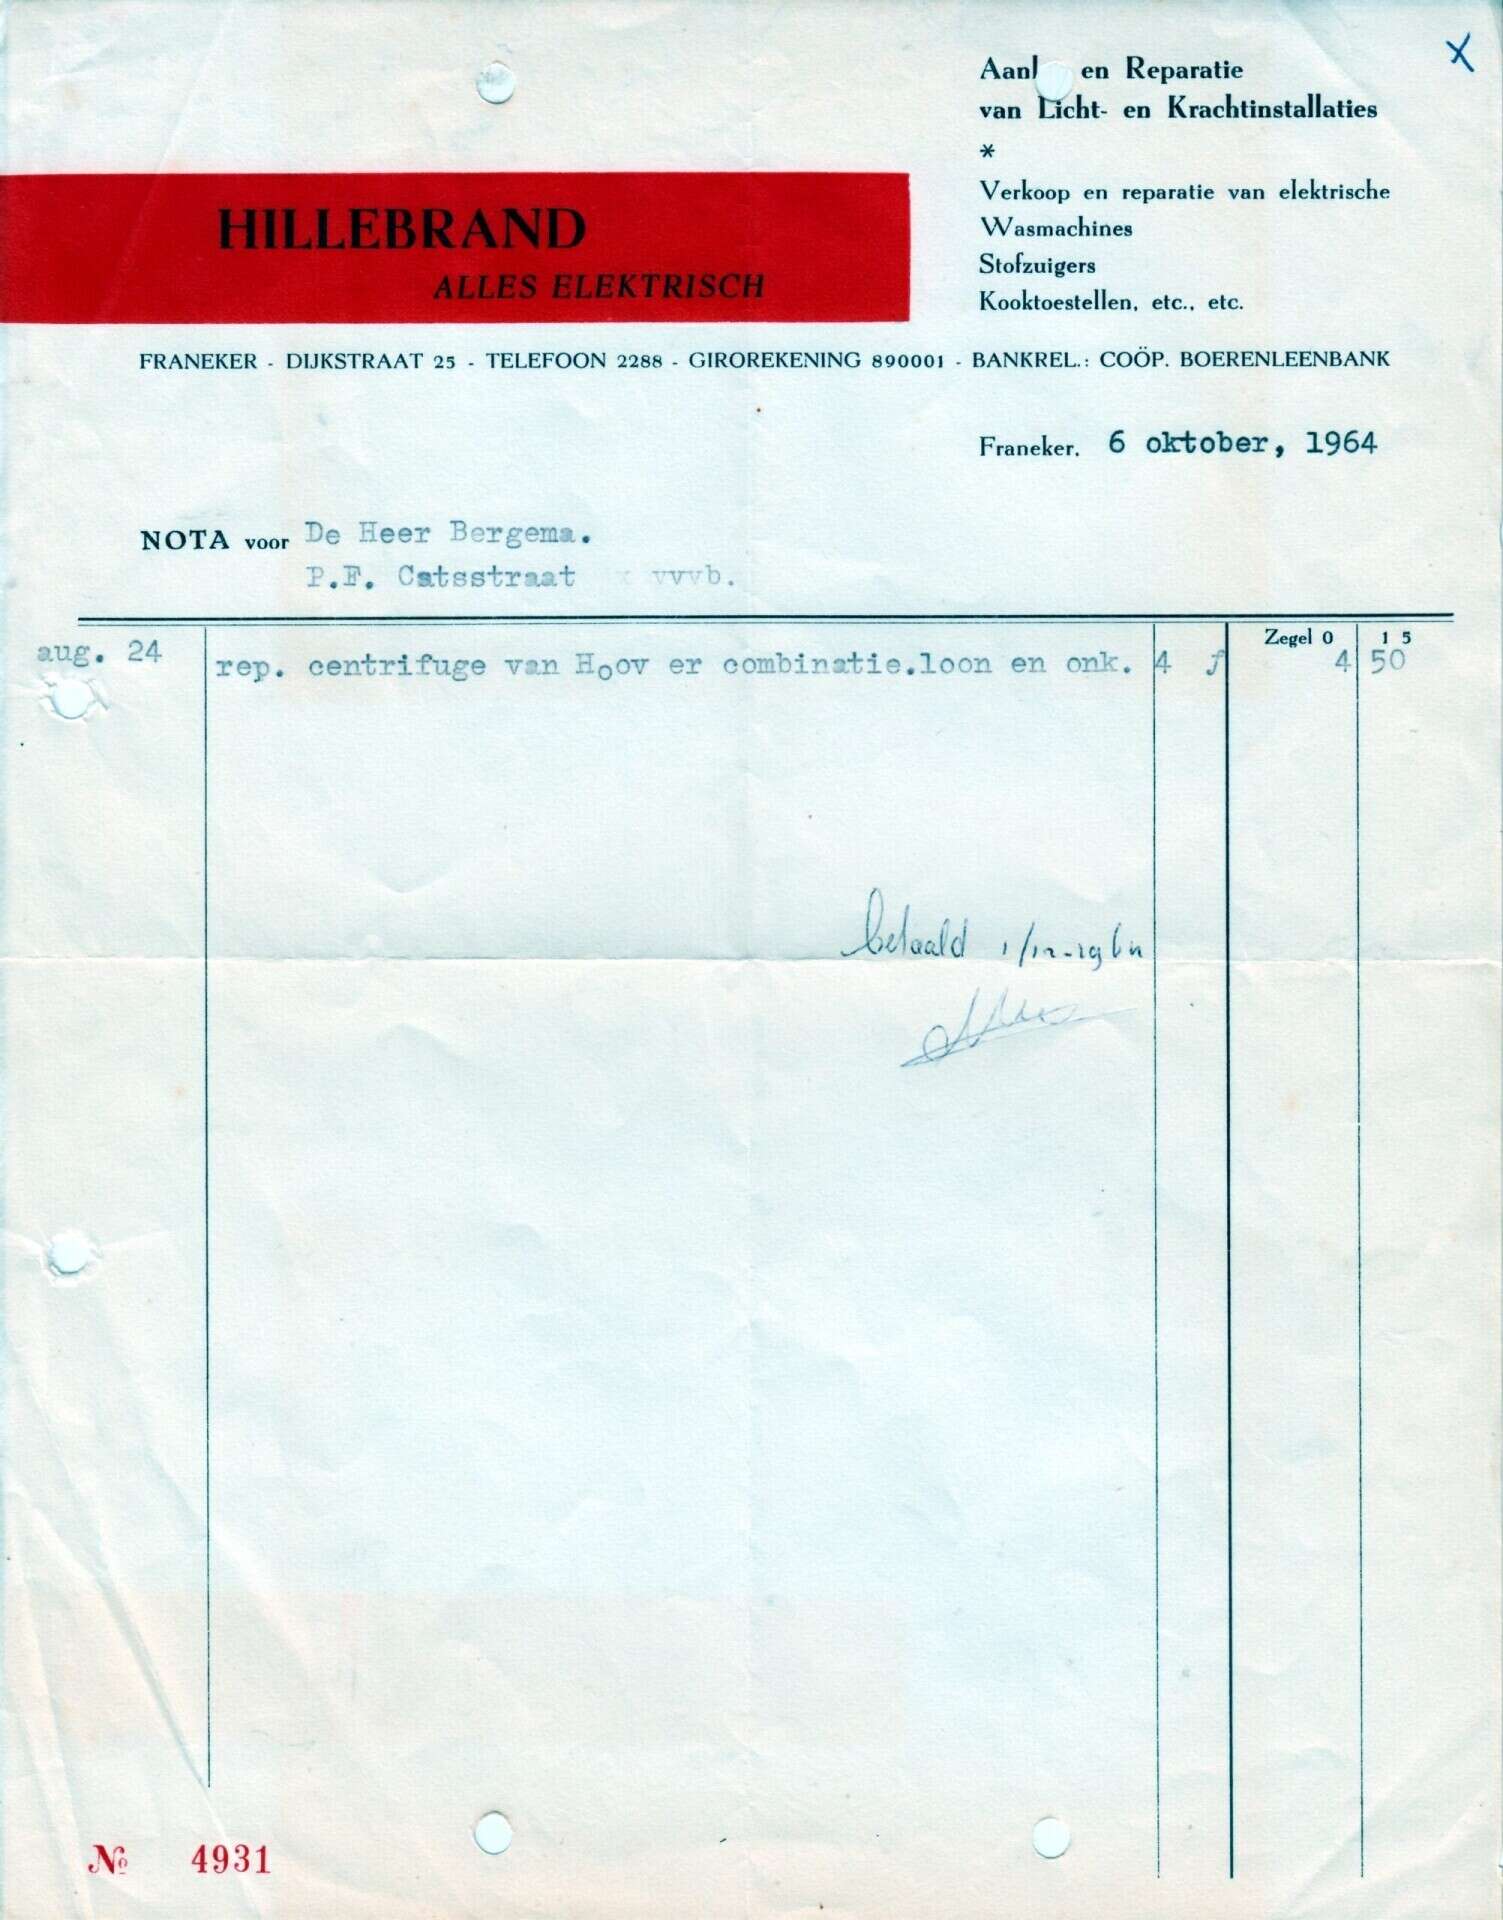 X
Aanl en Reparatie
van Licht- en Krachtinstallaties
*
Verkoop en reparatie van elektrische
Wasmachines
Stofzuigers
Kooktoestellen, etc., etc.
HILLEBRAND
ALLES ELEKTRISCH
FRANEKER - DIJKSTRAAT 25 - TELEFOON 2288 - GIROREKENING 890001 - BANKREL.: COÖP. BOERENLEENBANK
Franeker, 6 oktober, 1964
NOTA voor De Heer Bergema.
P.F. Catsstraat x vvvb.
Zegel 0 15
aug. 24 rep. centrifuge van Hoov er combinatie.loon en onk. 4 f 4 50
betaald 1/12-1964
№ 4931